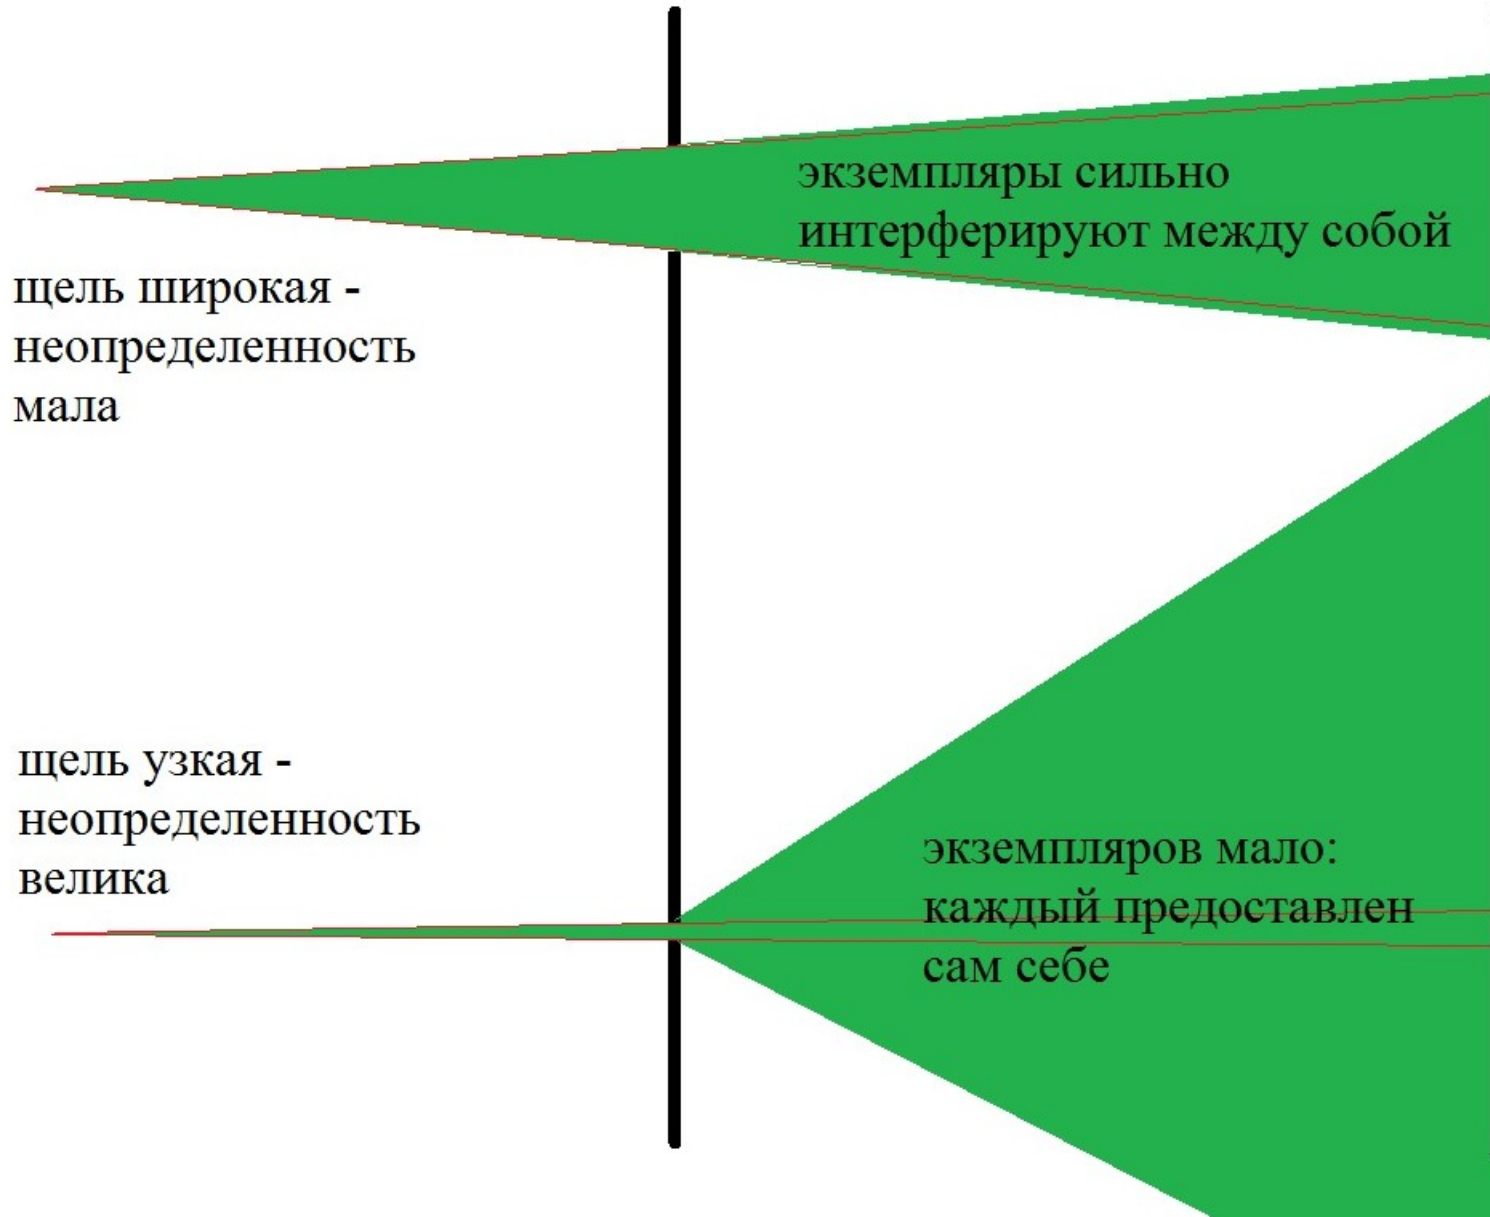 экземпляры сильно
интерферируют между собой
щель широкая -
неопределенность
мала
щель узкая -
неопределенность
велика
экземпляров мало:
каждый предоставлен
сам себе